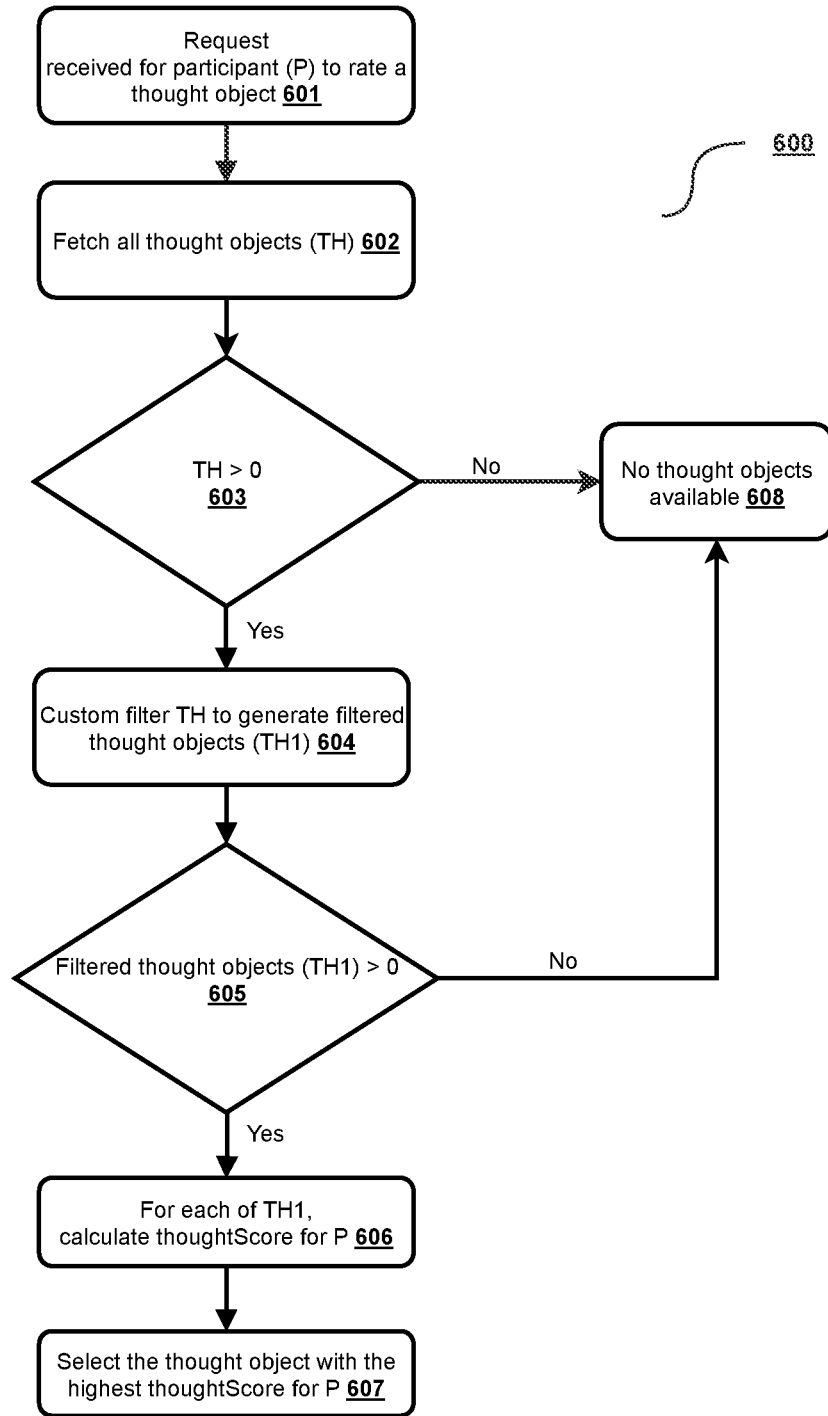 Request
received for participant (P) to rate a
thought object 601
600
Fetch all thought objects (TH) 602
TH > 0
603
No
No thought objects
available 608
Yes
Custom filter TH to generate filtered
thought objects (TH1) 604
Filtered thought objects (TH1) > 0
605
No
Yes
For each of TH1,
calculate thoughtScore for P 606
Select the thought object with the
highest thoughtScore for P 607